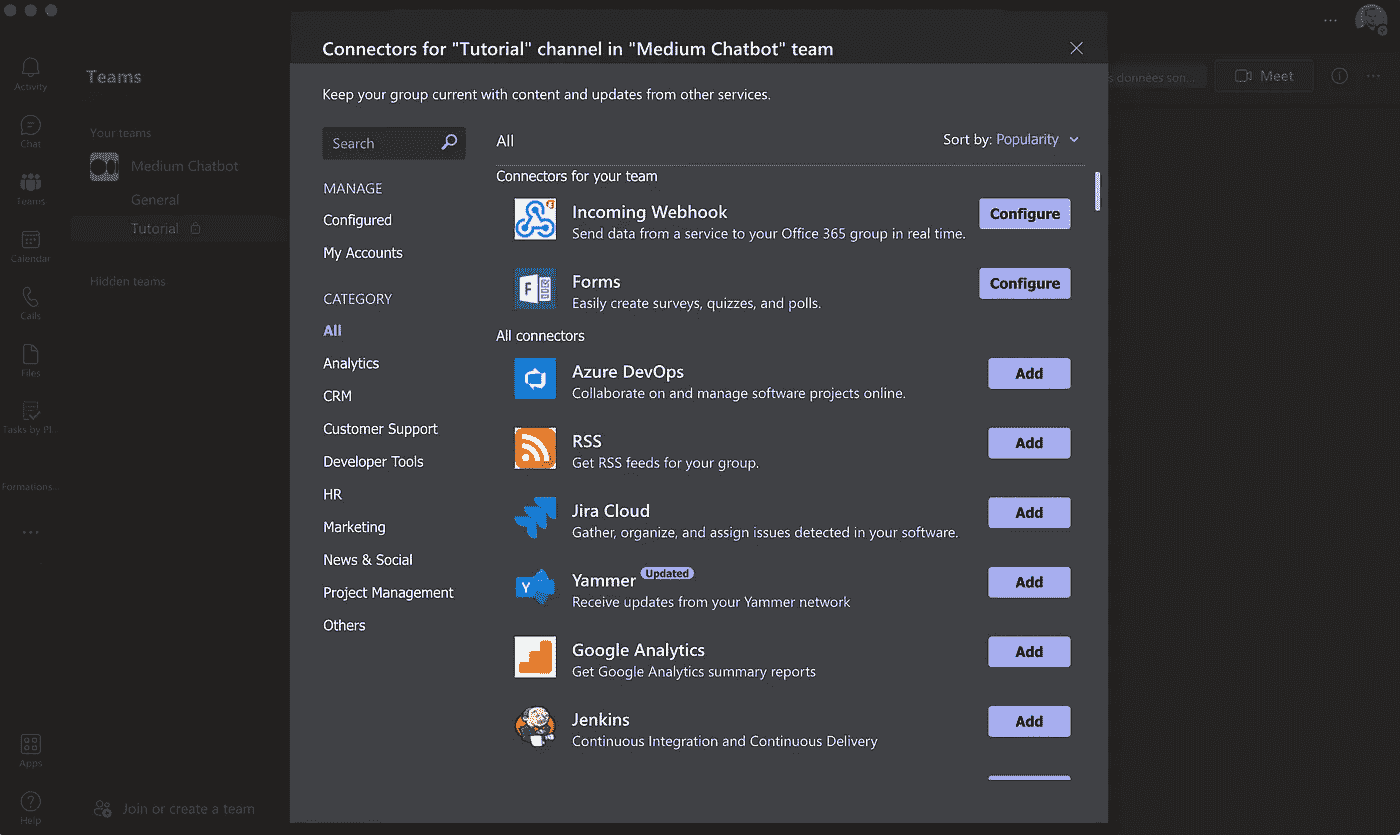 Connectors for "Tutorial" channel in "Medium Chatbot" team
Keep your group current with content and updates from other services.
Search
MANAGE
Configured
My Accounts
CATEGORY
All
Analytics
CRM
Customer Support
Developer Tools
HR
Marketing
News & Social
Project Management
Others
All
Sort by: Popularity
Connectors for your team
Incoming Webhook
Send data from a service to your Office 365 group in real time.
Configure
Forms
Easily create surveys, quizzes, and polls.
Configure
All connectors
Azure DevOps
Collaborate on and manage software projects online.
Add
RSS
Get RSS feeds for your group.
Add
Jira Cloud
Gather, organize, and assign issues detected in your software.
Add
Yammer Updated
Receive updates from your Yammer network
Add
Google Analytics
Get Google Analytics summary reports
Add
Jenkins
Continuous Integration and Continuous Delivery
Add
Activity
Chat
Teams
Calendar
Calls
Files
Tasks by Pl...
Formations...
Apps
Help
Teams
Your teams
Medium Chatbot
General
Tutorial
Hidden teams
Join or create a team
s données son...
Meet